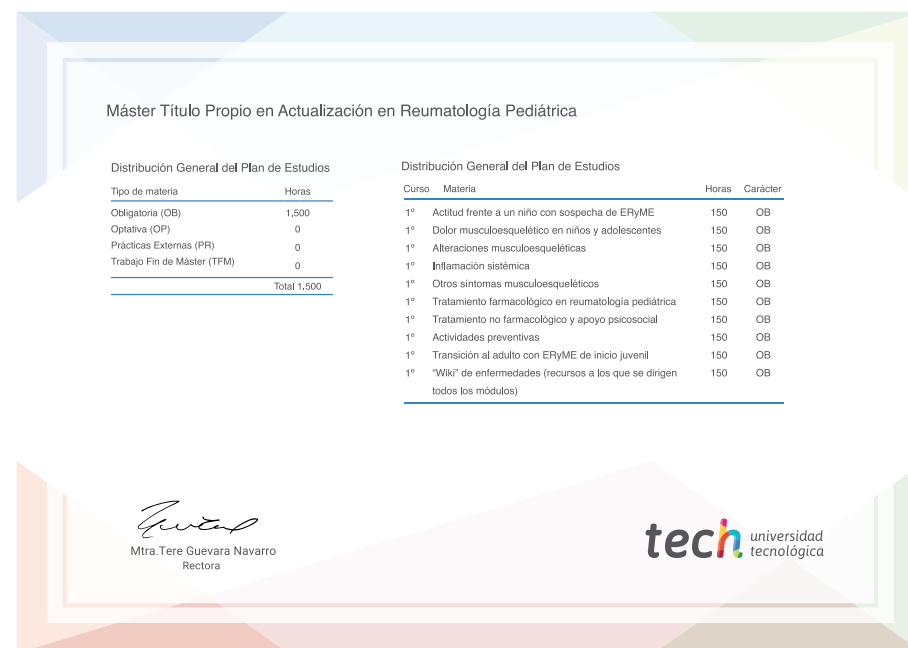 Máster Título Propio en Actualización en Reumatología Pediátrica
Distribución General del Plan de Estudios
Tipo de materia Horas
Obligatoria (OB) 1,500
Optativa (OP) 0
Prácticas Externas (PR) 0
Trabajo Fin de Máster (TFM) 0
Total 1,500
Distribución General del Plan de Estudios
Curso Materia Horas Carácter
1º Actitud frente a un niño con sospecha de ERyME 150 OB
1º Dolor musculoesquelético en niños y adolescentes 150 OB
1º Alteraciones musculoesqueléticas 150 OB
1º Inflamación sistémica 150 OB
1º Otros síntomas musculoesqueléticos 150 OB
1º Tratamiento farmacológico en reumatología pediátrica 150 OB
1º Tratamiento no farmacológico y apoyo psicosocial 150 OB
1º Actividades preventivas 150 OB
1º Transición al adulto con ERyME de inicio juvenil 150 OB
1º "Wiki" de enfermedades (recursos a los que se dirigen 150 OB
todos los módulos)
Mtra.Tere Guevara Navarro
Rectora
tech universidad
tecnológica